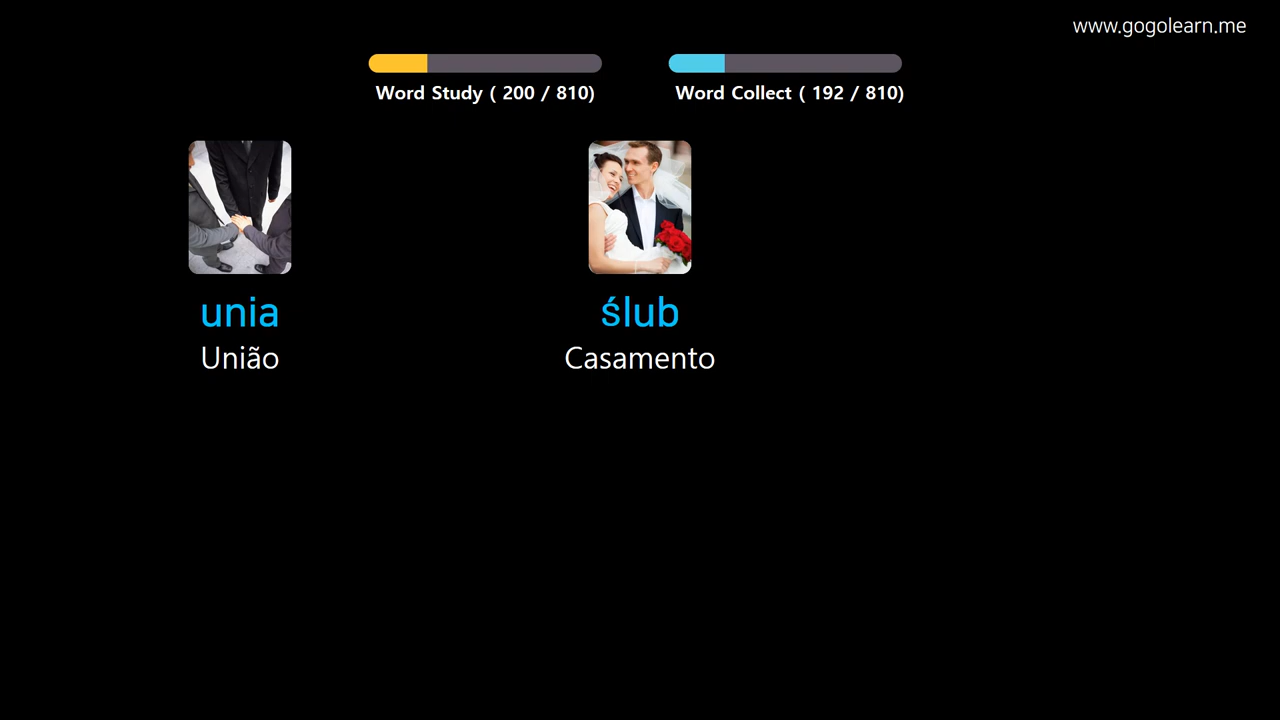 www.gogolearn.me
Word Study ( 200 / 810)
Word Collect ( 192 / 810)
unia
União
ślub
Casamento